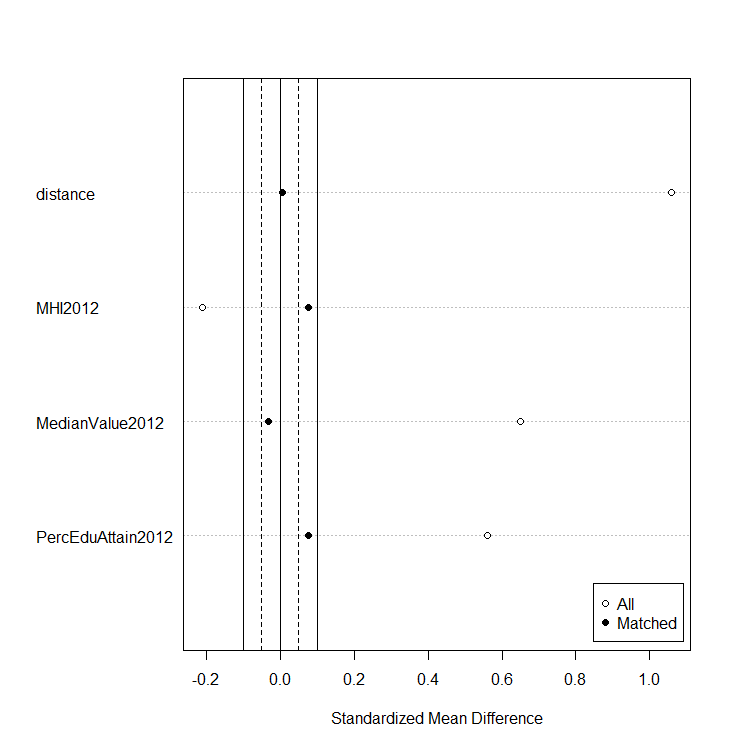 distance
MHI2012
MedianValue2012
PercEduAttain2012
All
Matched
-0.2 0.0 0.2 0.4 0.6 0.8 1.0
Standardized Mean Difference